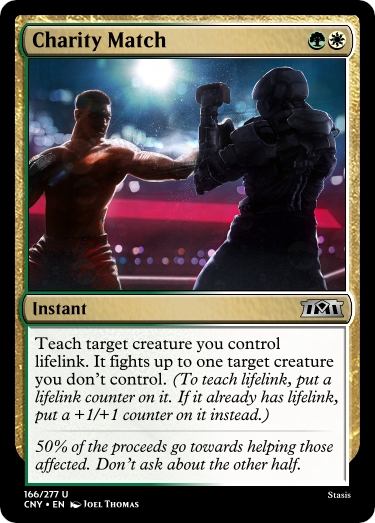 Charity Match
Instant
Teach target creature you control
lifelink. It fights up to one target creature
you don't control. (To teach lifelink, put a
lifelink counter on it. If it already has lifelink,
put a +1/+1 counter on it instead.)
50% of the proceeds go towards helping those
affected. Don't ask about the other half.
166/277 U
CNY • EN Joel Thomas
Stasis